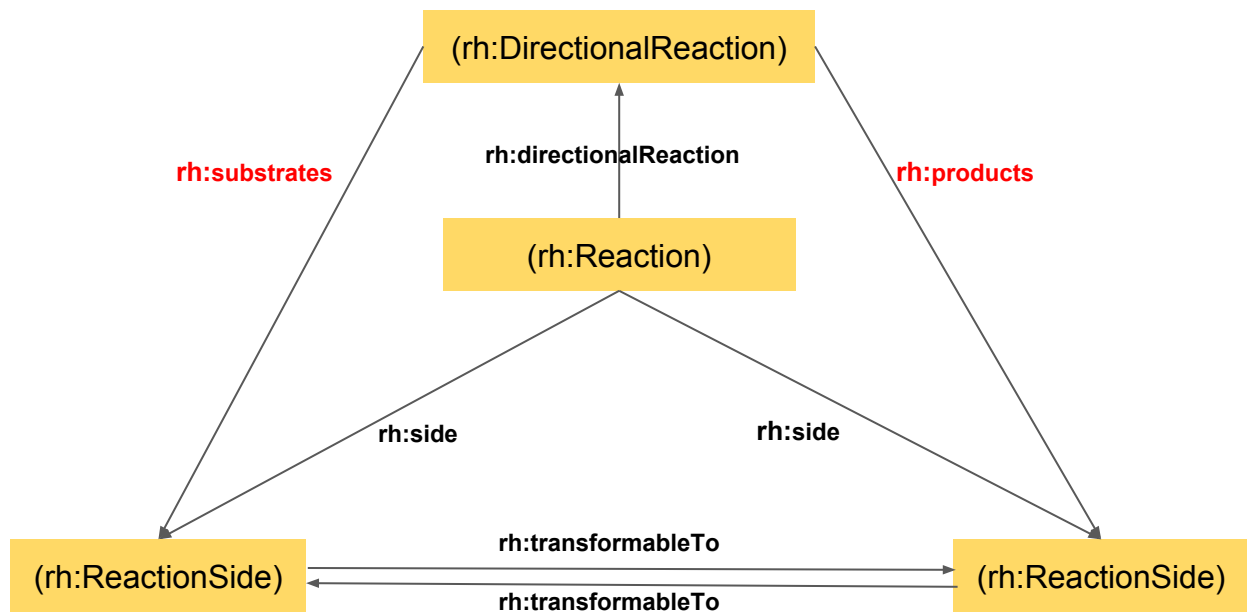 (rh:DirectionalReaction)
rh:directionalReaction
rh:substrates
rh:products
(rh:Reaction)
rh:side
rh:side
rh:transformableTo
(rh:ReactionSide)
(rh:ReactionSide)
rh:transformableTo